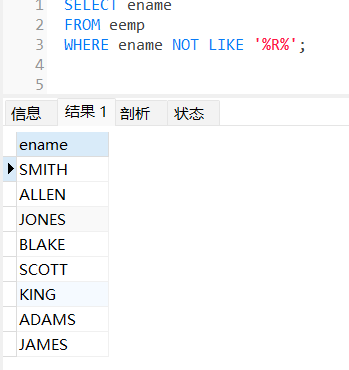 1 SELECT ename
2 FROM eemp
3 WHERE ename NOT LIKE '%R%';
4
5
信息 结果 1 剖析 状态
ename
SMITH
ALLEN
JONES
BLAKE
SCOTT
KING
ADAMS
JAMES